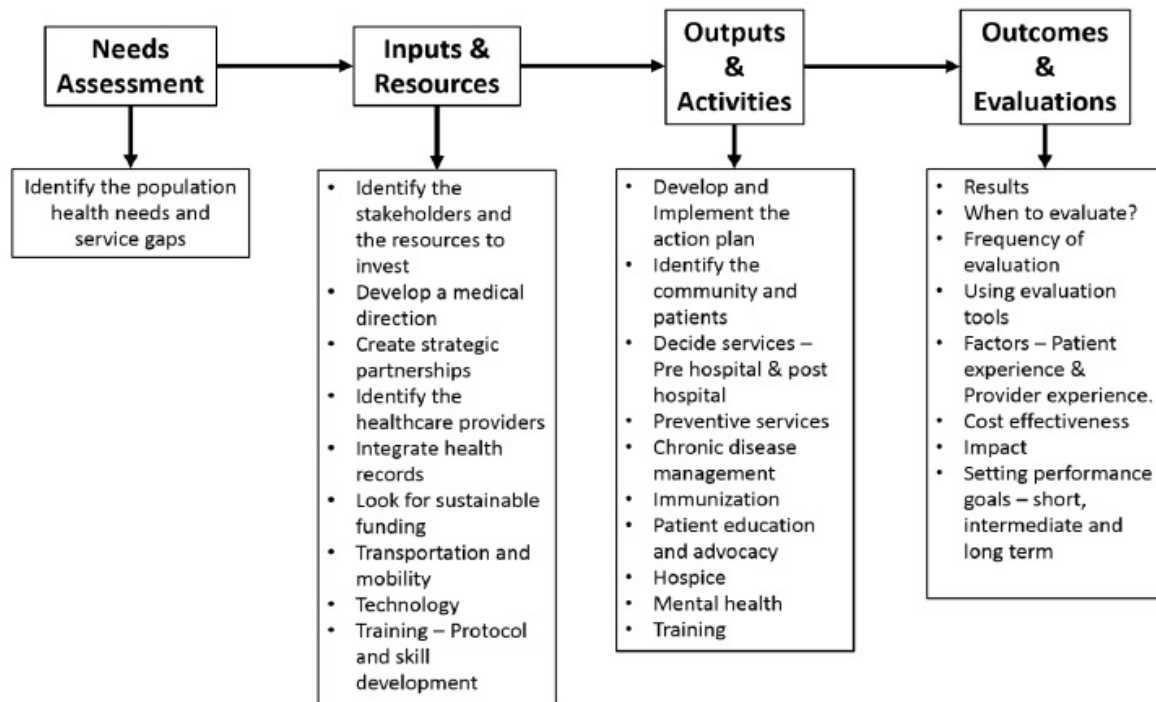 Needs
Assessment
Inputs &
Resources
Outputs
&
Activities
Outcomes
&
Evaluations
Identify the population
health needs and
service gaps
• Identify the
stakeholders and
the resources to
invest
• Develop a medical
direction
• Create strategic
partnerships
• Identify the
healthcare providers
• Integrate health
records
• Look for sustainable
funding
• Transportation and
mobility
• Technology
• Training – Protocol
and skill
development
• Develop and
Implement the
action plan
• Identify the
community and
patients
• Decide services –
Pre hospital & post
hospital
• Preventive services
• Chronic disease
management
• Immunization
• Patient education
and advocacy
• Hospice
• Mental health
• Training
• Results
• When to evaluate?
• Frequency of
evaluation
• Using evaluation
tools
• Factors – Patient
experience &
Provider experience.
• Cost effectiveness
• Impact
• Setting performance
goals – short,
intermediate and
long term